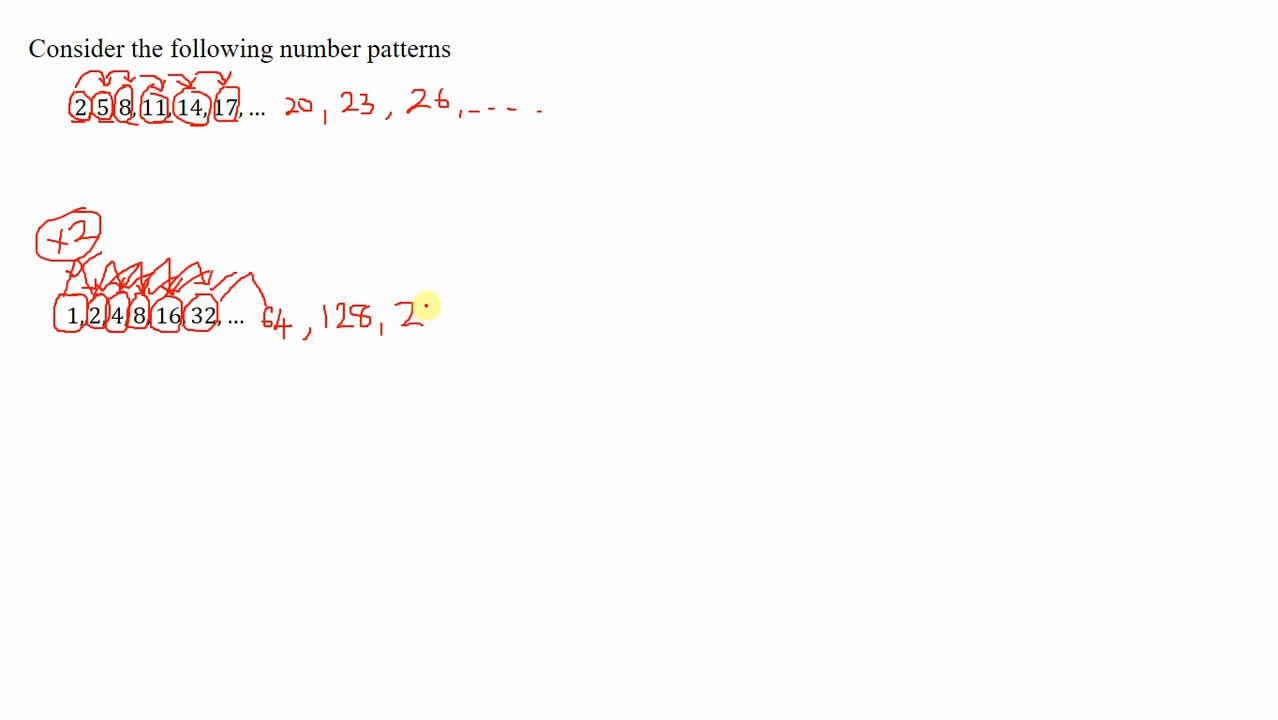 Consider the following number patterns
2, 5, 8, 11, 14, 17, ... 20, 23, 26, ....
×2
1, 2, 4, 8, 16, 32, ... 64, 128, 2